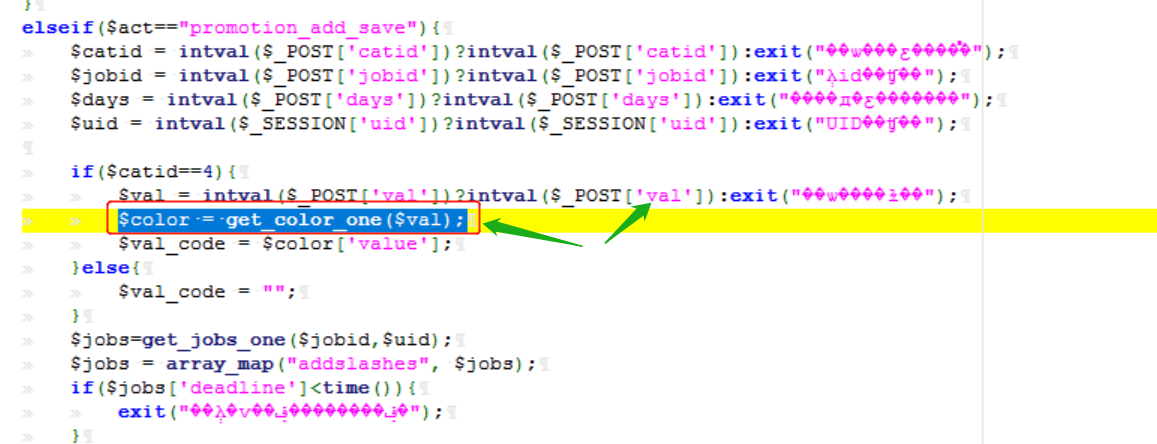 }
elseif($act=="promotion_add_save"){
$catid = intval($_POST['catid'])?intval($_POST['catid']):exit("");
$jobid = intval($_POST['jobid'])?intval($_POST['jobid']):exit("");
$days = intval($_POST['days'])?intval($_POST['days']):exit("");
$uid = intval($_SESSION['uid'])?intval($_SESSION['uid']):exit("UID");
if($catid==4){
$val = intval($_POST['val'])?intval($_POST['val']):exit("");
$color = get_color_one($val);
$val_code = $color['value'];
}else{
$val_code = "";
}
$jobs=get_jobs_one($jobid,$uid);
$jobs = array_map("addslashes", $jobs);
if($jobs['deadline']<time()){
exit("");
}